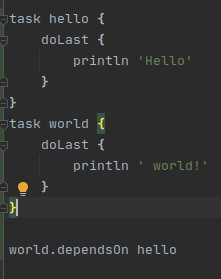 task hello {
    doLast {
        println 'Hello'
    }
}
task world {
    doLast {
        println ' world!'
    }
}

world.dependsOn hello